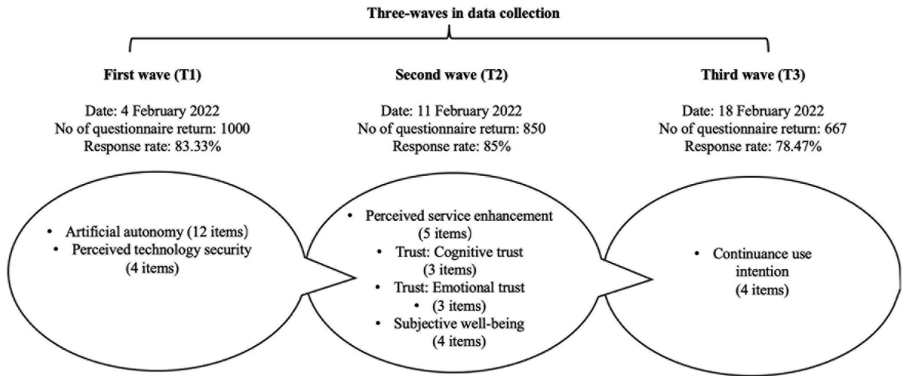 Three-waves in data collection
First wave (T1)
Date: 4 February 2022
No of questionnaire return: 1000
Response rate: 83.33%
Second wave (T2)
Date: 11 February 2022
No of questionnaire return: 850
Response rate: 85%
Third wave (T3)
Date: 18 February 2022
No of questionnaire return: 667
Response rate: 78.47%
• Artificial autonomy (12 items)
• Perceived technology security
(4 items)
• Perceived service enhancement
(5 items)
• Trust: Cognitive trust
(3 items)
• Trust: Emotional trust
• (3 items)
• Subjective well-being
(4 items)
• Continuance use
intention
(4 items)